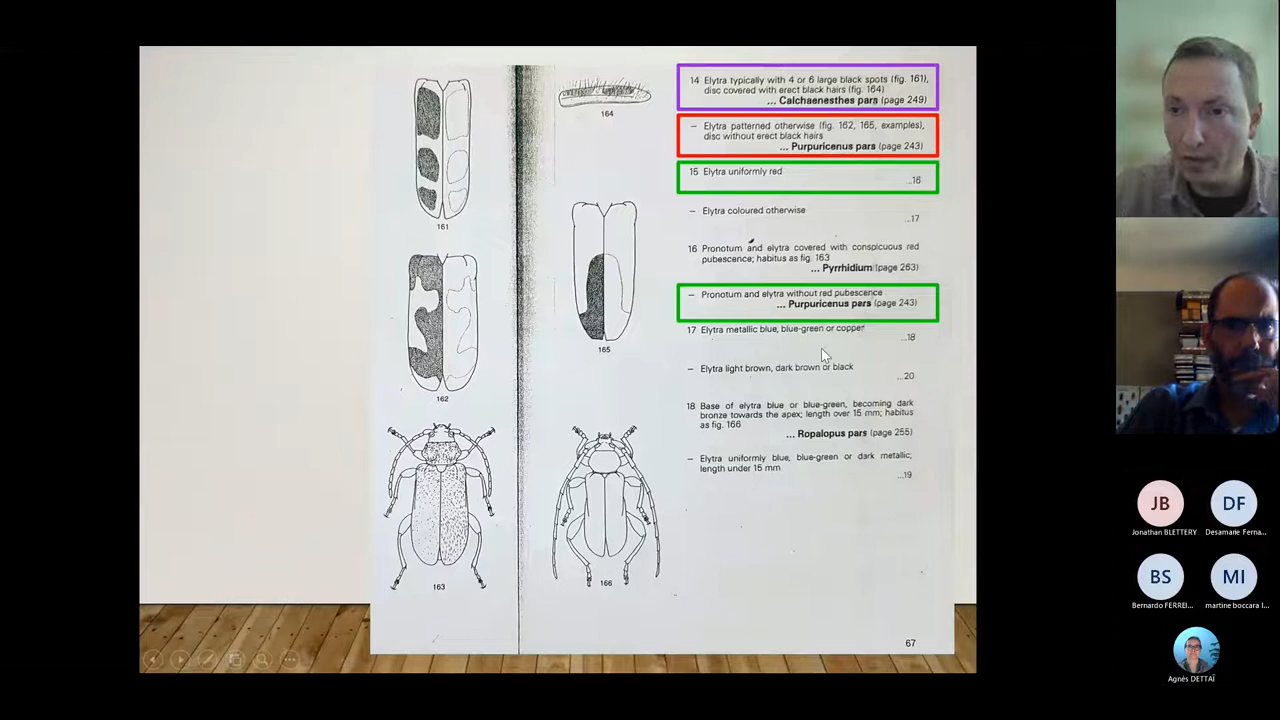 161
164
162
165
163
166
14 Elytra typically with 4 or 6 large black spots (fig. 161),
disc covered with erect black hairs (fig. 164)
... Calchaenesthes pars (page 249)
– Elytra patterned otherwise (fig. 162, 165, examples),
disc without erect black hairs
... Purpuricenus pars (page 243)
15 Elytra uniformly red
...16
– Elytra coloured otherwise
...17
16 Pronotum and elytra covered with conspicuous red
pubescence; habitus as fig. 163
... Pyrrhidium (page 263)
– Pronotum and elytra without red pubescence
... Purpuricenus pars (page 243)
17 Elytra metallic blue, blue-green or copper
...18
– Elytra light brown, dark brown or black
...20
18 Base of elytra blue or blue-green, becoming dark
bronze towards the apex; length over 15 mm; habitus
as fig. 166
... Ropalopus pars (page 255)
– Elytra uniformly blue, blue-green or dark metallic;
length under 15 mm
...19
67
JB
DF
Jonathan BLETTERY
Desamarie Ferna...
BS
MI
Bernardo FERREI...
martine boccara I...
Agnès DETTAÏ